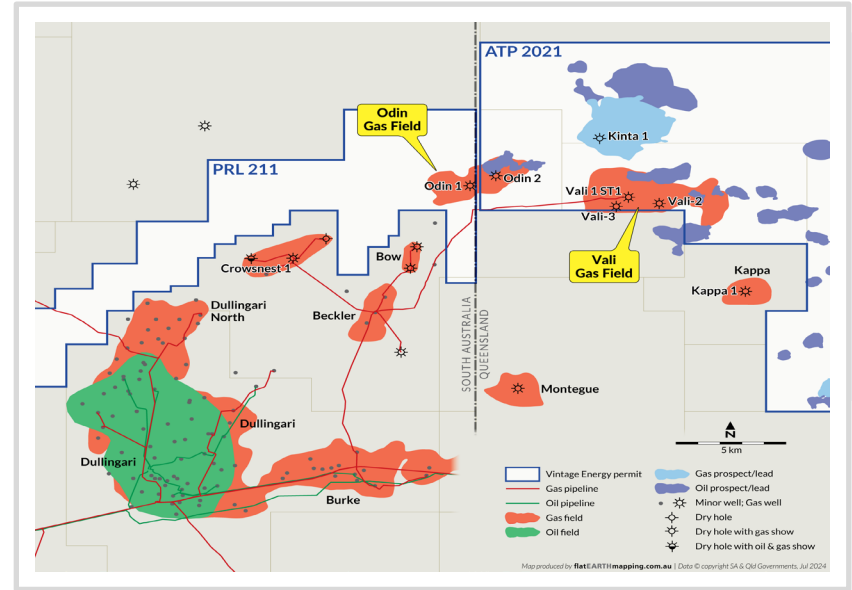 ATP 2021
Odin
Gas Field
Kinta 1
PRL 211
Odin 1
Odin 2
Vali 1 ST1
Vali-2
Vali-3
Vali
Gas Field
Crowsnest 1
Bow
Kappa
Kappa 1
Dullingari
North
Beckler
SOUTH AUSTRALIA
QUEENSLAND
Montegue
Dullingari
Dullingari
Burke
N
5 km
Vintage Energy permit
Gas pipeline
Oil pipeline
Gas field
Oil field
Gas prospect/lead
Oil prospect/lead
Minor well; Gas well
Dry hole
Dry hole with gas show
Dry hole with oil & gas show
Map produced by flatEARTHmapping.com.au | Data © copyright SA & Qld Governments, Jul 2024